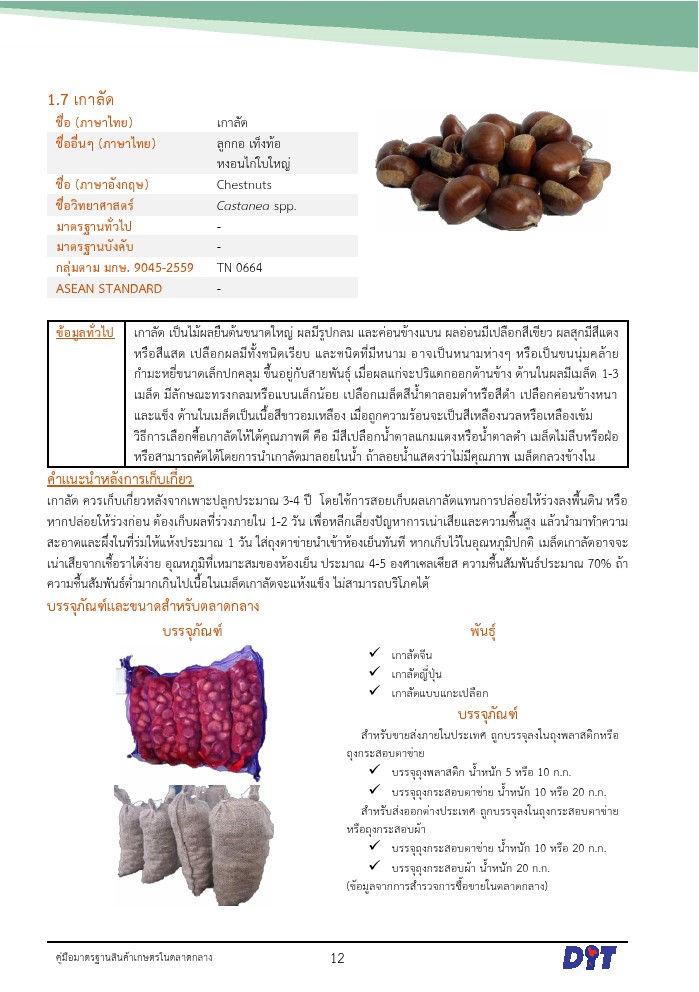 1.7 เกาลัด
ชื่อ (ภาษาไทย) เกาลัด
ชื่ออื่นๆ (ภาษาไทย) ลูกกอ เท็งท้อ
หงอนไก่ใบใหญ่
ชื่อ (ภาษาอังกฤษ) Chestnuts
ชื่อวิทยาศาสตร์ Castanea spp.
มาตรฐานทั่วไป -
มาตรฐานบังคับ -
กลุ่มตาม มกษ. 9045-2559 TN 0664
ASEAN STANDARD -
ข้อมูลทั่วไป เกาลัด เป็นไม้ผลยืนต้นขนาดใหญ่ ผลมีรูปกลม และค่อนข้างแบน ผลอ่อนมีเปลือกสีเขียว ผลสุกมีสีแดง
หรือสีแสด เปลือกผลมีทั้งชนิดเรียบ และชนิดที่มีหนาม อาจเป็นหนามห่างๆ หรือเป็นขนนุ่มคล้าย
กำมะหยี่ขนาดเล็กปกคลุม ขึ้นอยู่กับสายพันธุ์ เมื่อผลแก่จะปริแตกออกด้านข้าง ด้านในผลมีเมล็ด 1-3
เมล็ด มีลักษณะทรงกลมหรือแบนเล็กน้อย เปลือกเมล็ดสีน้ำตาลอมดำหรือสีดำ เปลือกค่อนข้างหนา
และแข็ง ด้านในเมล็ดเป็นเนื้อสีขาวอมเหลือง เมื่อถูกความร้อนจะเป็นสีเหลืองนวลหรือเหลืองเข้ม
วิธีการเลือกซื้อเกาลัดให้ได้คุณภาพดี คือ มีสีเปลือกน้ำตาลแกมแดงหรือน้ำตาลดำ เมล็ดไม่ลีบหรือฝ่อ
หรือสามารถคัดได้โดยการนำเกาลัดมาลอยในน้ำ ถ้าลอยน้ำแสดงว่าไม่มีคุณภาพ เมล็ดกลวงข้างใน
คำแนะนำหลังการเก็บเกี่ยว
เกาลัด ควรเก็บเกี่ยวหลังจากเพาะปลูกประมาณ 3-4 ปี โดยใช้การสอยเก็บผลเกาลัดแทนการปล่อยให้ร่วงลงพื้นดิน หรือ
หากปล่อยให้ร่วงก่อน ต้องเก็บผลที่ร่วงภายใน 1-2 วัน เพื่อหลีกเลี่ยงปัญหาการเน่าเสียและความชื้นสูง แล้วนำมาทำความ
สะอาดและผึ่งในที่ร่มให้แห้งประมาณ 1 วัน ใส่ถุงตาข่ายนำเข้าห้องเย็นทันที หากเก็บไว้ในอุณหภูมิปกติ เมล็ดเกาลัดอาจจะ
เน่าเสียจากเชื้อราได้ง่าย อุณหภูมิที่เหมาะสมของห้องเย็น ประมาณ 4-5 องศาเซลเซียส ความชื้นสัมพันธ์ประมาณ 70% ถ้า
ความชื้นสัมพันธ์ต่ำมากเกินไปเนื้อในเมล็ดเกาลัดจะแห้งแข็ง ไม่สามารถบริโภคได้
บรรจุภัณฑ์และขนาดสำหรับตลาดกลาง
บรรจุภัณฑ์
พันธุ์
✓ เกาลัดจีน
✓ เกาลัดญี่ปุ่น
✓ เกาลัดแบบแกะเปลือก
บรรจุภัณฑ์
สำหรับขายส่งภายในประเทศ ถูกบรรจุลงในถุงพลาสติกหรือ
ถุงกระสอบตาข่าย
✓ บรรจุถุงพลาสติก น้ำหนัก 5 หรือ 10 ก.ก.
✓ บรรจุถุงกระสอบตาข่าย น้ำหนัก 10 หรือ 20 ก.ก.
สำหรับส่งออกต่างประเทศ ถูกบรรจุลงในถุงกระสอบตาข่าย
หรือถุงกระสอบผ้า
✓ บรรจุถุงกระสอบตาข่าย น้ำหนัก 10 หรือ 20 ก.ก.
✓ บรรจุถุงกระสอบผ้า น้ำหนัก 20 ก.ก.
(ข้อมูลจากการสำรวจการซื้อขายในตลาดกลาง)
คู่มือมาตรฐานสินค้าเกษตรในตลาดกลาง 12 DIT